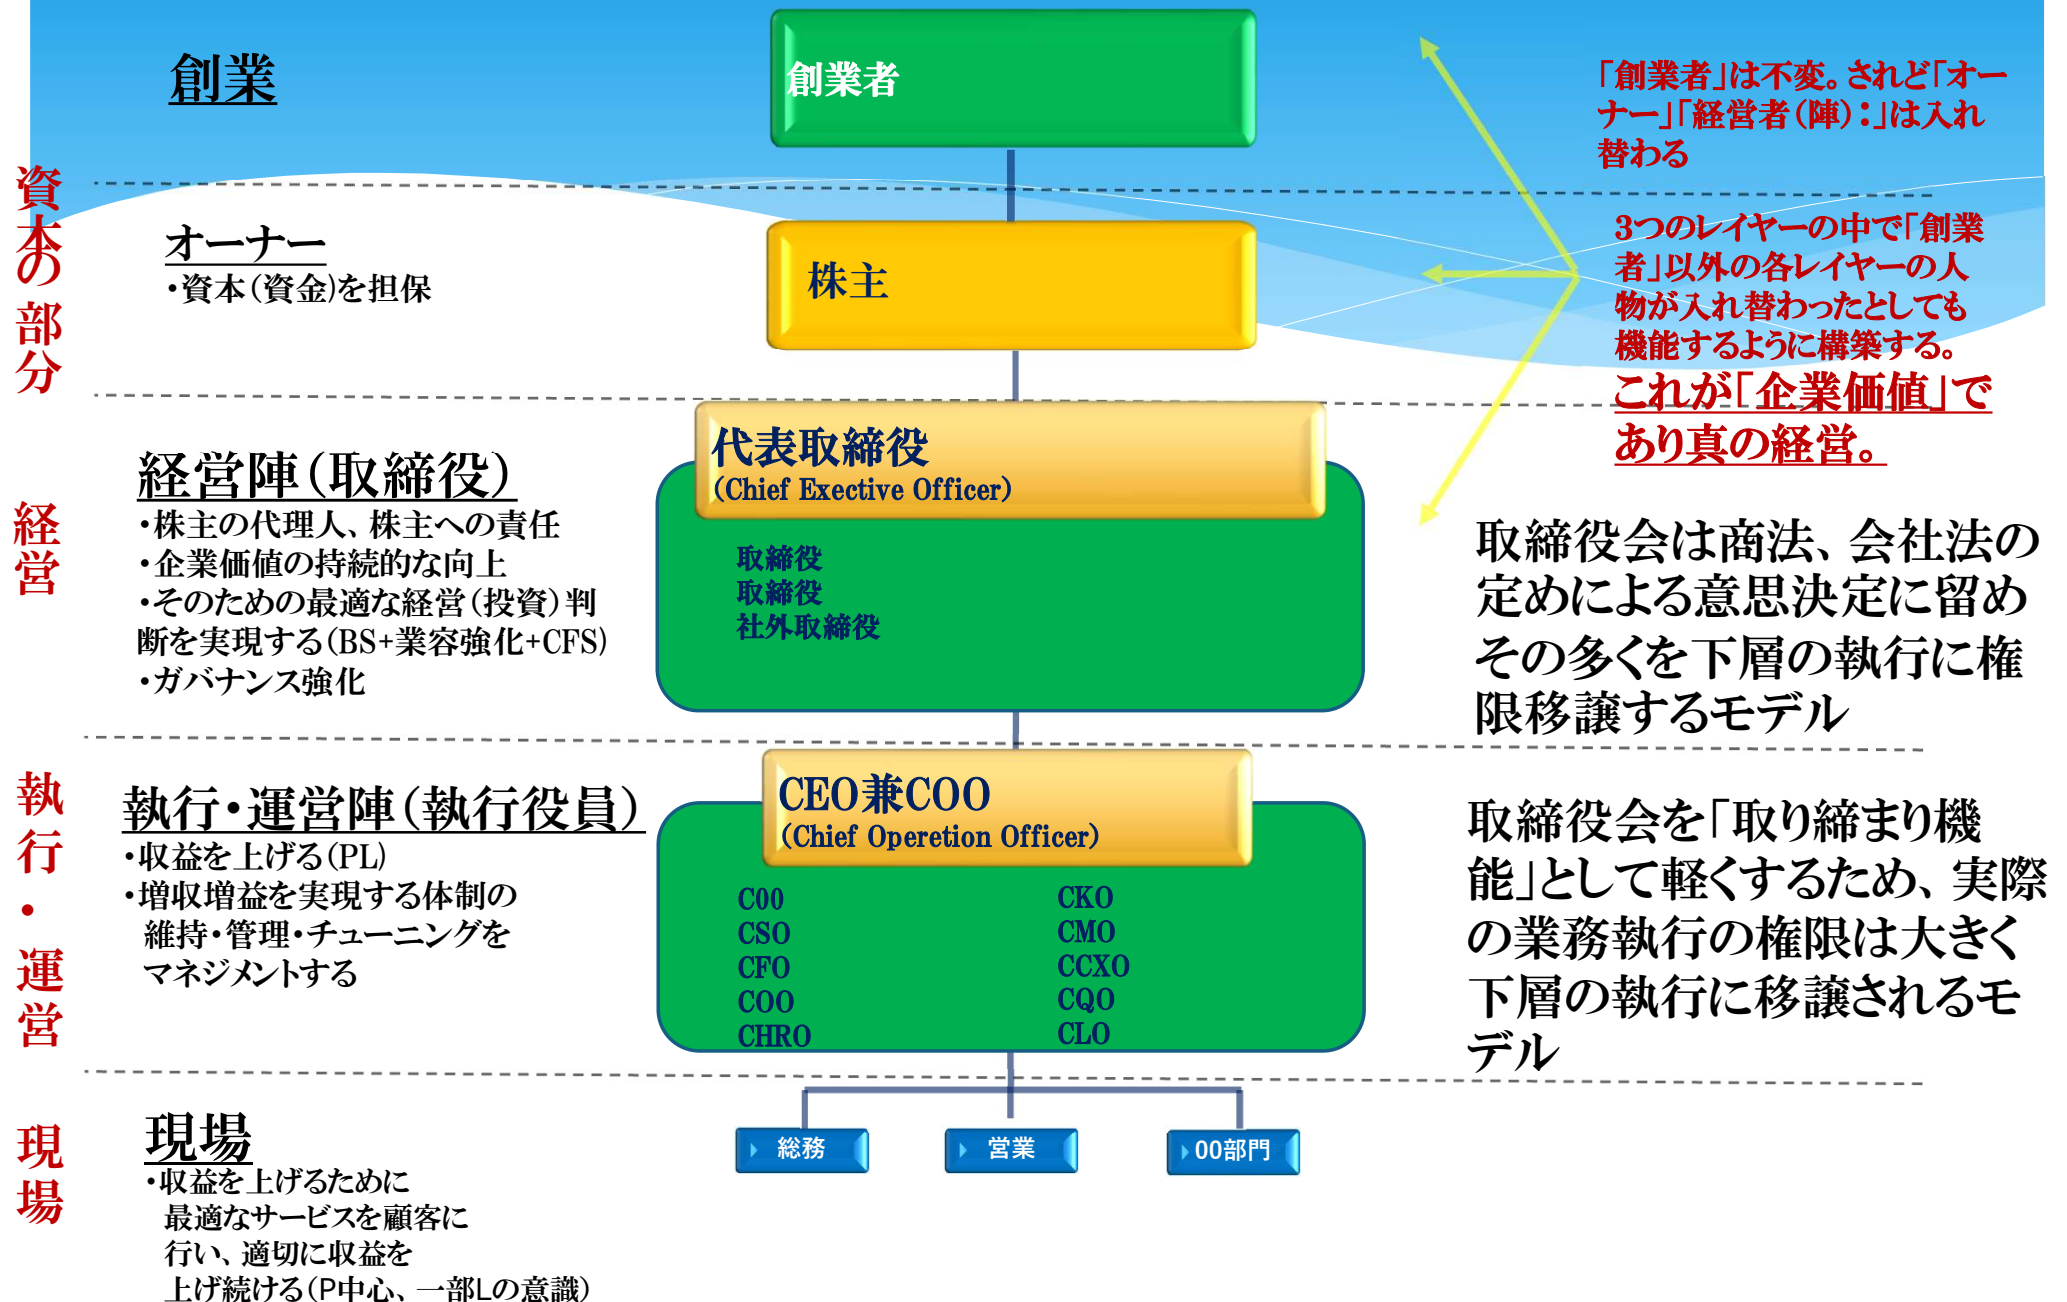 創業
創業者
「創業者」は不変。されど「オー
ナー」「経営者(陣):」は入れ
替わる
資本の部分
オーナー
・資本(資金)を担保
株主
3つのレイヤーの中で「創業
者」以外の各レイヤーの人
物が入れ替わったとしても
機能するように構築する。
これが「企業価値」で
あり真の経営。
経営
経営陣(取締役)
・株主の代理人、株主への責任
・企業価値の持続的な向上
・そのための最適な経営(投資)判
断を実現する(BS+業容強化+CFS)
・ガバナンス強化
代表取締役
(Chief Exective Officer)
取締役
取締役
社外取締役
取締役会は商法、会社法の
定めによる意思決定に留め
その多くを下層の執行に権
限移譲するモデル
執行・運営
執行・運営陣(執行役員)
・収益を上げる(PL)
・増収増益を実現する体制の
維持・管理・チューニングを
マネジメントする
CEO兼COO
(Chief Operetion Officer)
C00
CSO
CFO
COO
CHRO
CKO
CMO
CCXO
CQO
CLO
取締役会を「取り締まり機
能」として軽くするため、実際
の業務執行の権限は大きく
下層の執行に移譲されるモ
デル
現場
現場
・収益を上げるために
最適なサービスを顧客に
行い、適切に収益を
上げ続ける(P中心、一部Lの意識)
総務
営業
00部門